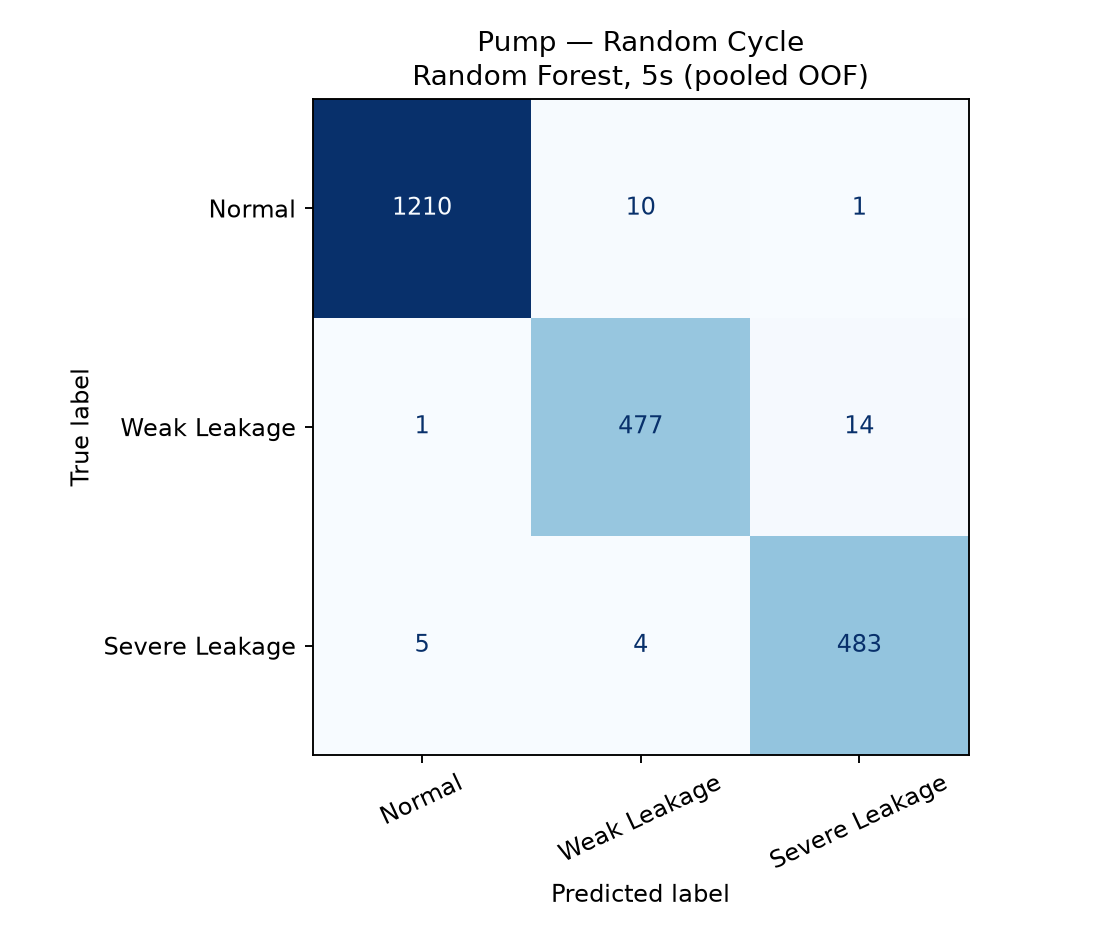 Pump — Random Cycle
Random Forest, 5s (pooled OOF)
Normal
1210
10
1
Weak Leakage
1
477
14
Severe Leakage
5
4
483
True label
Normal
Weak Leakage
Severe Leakage
Predicted label